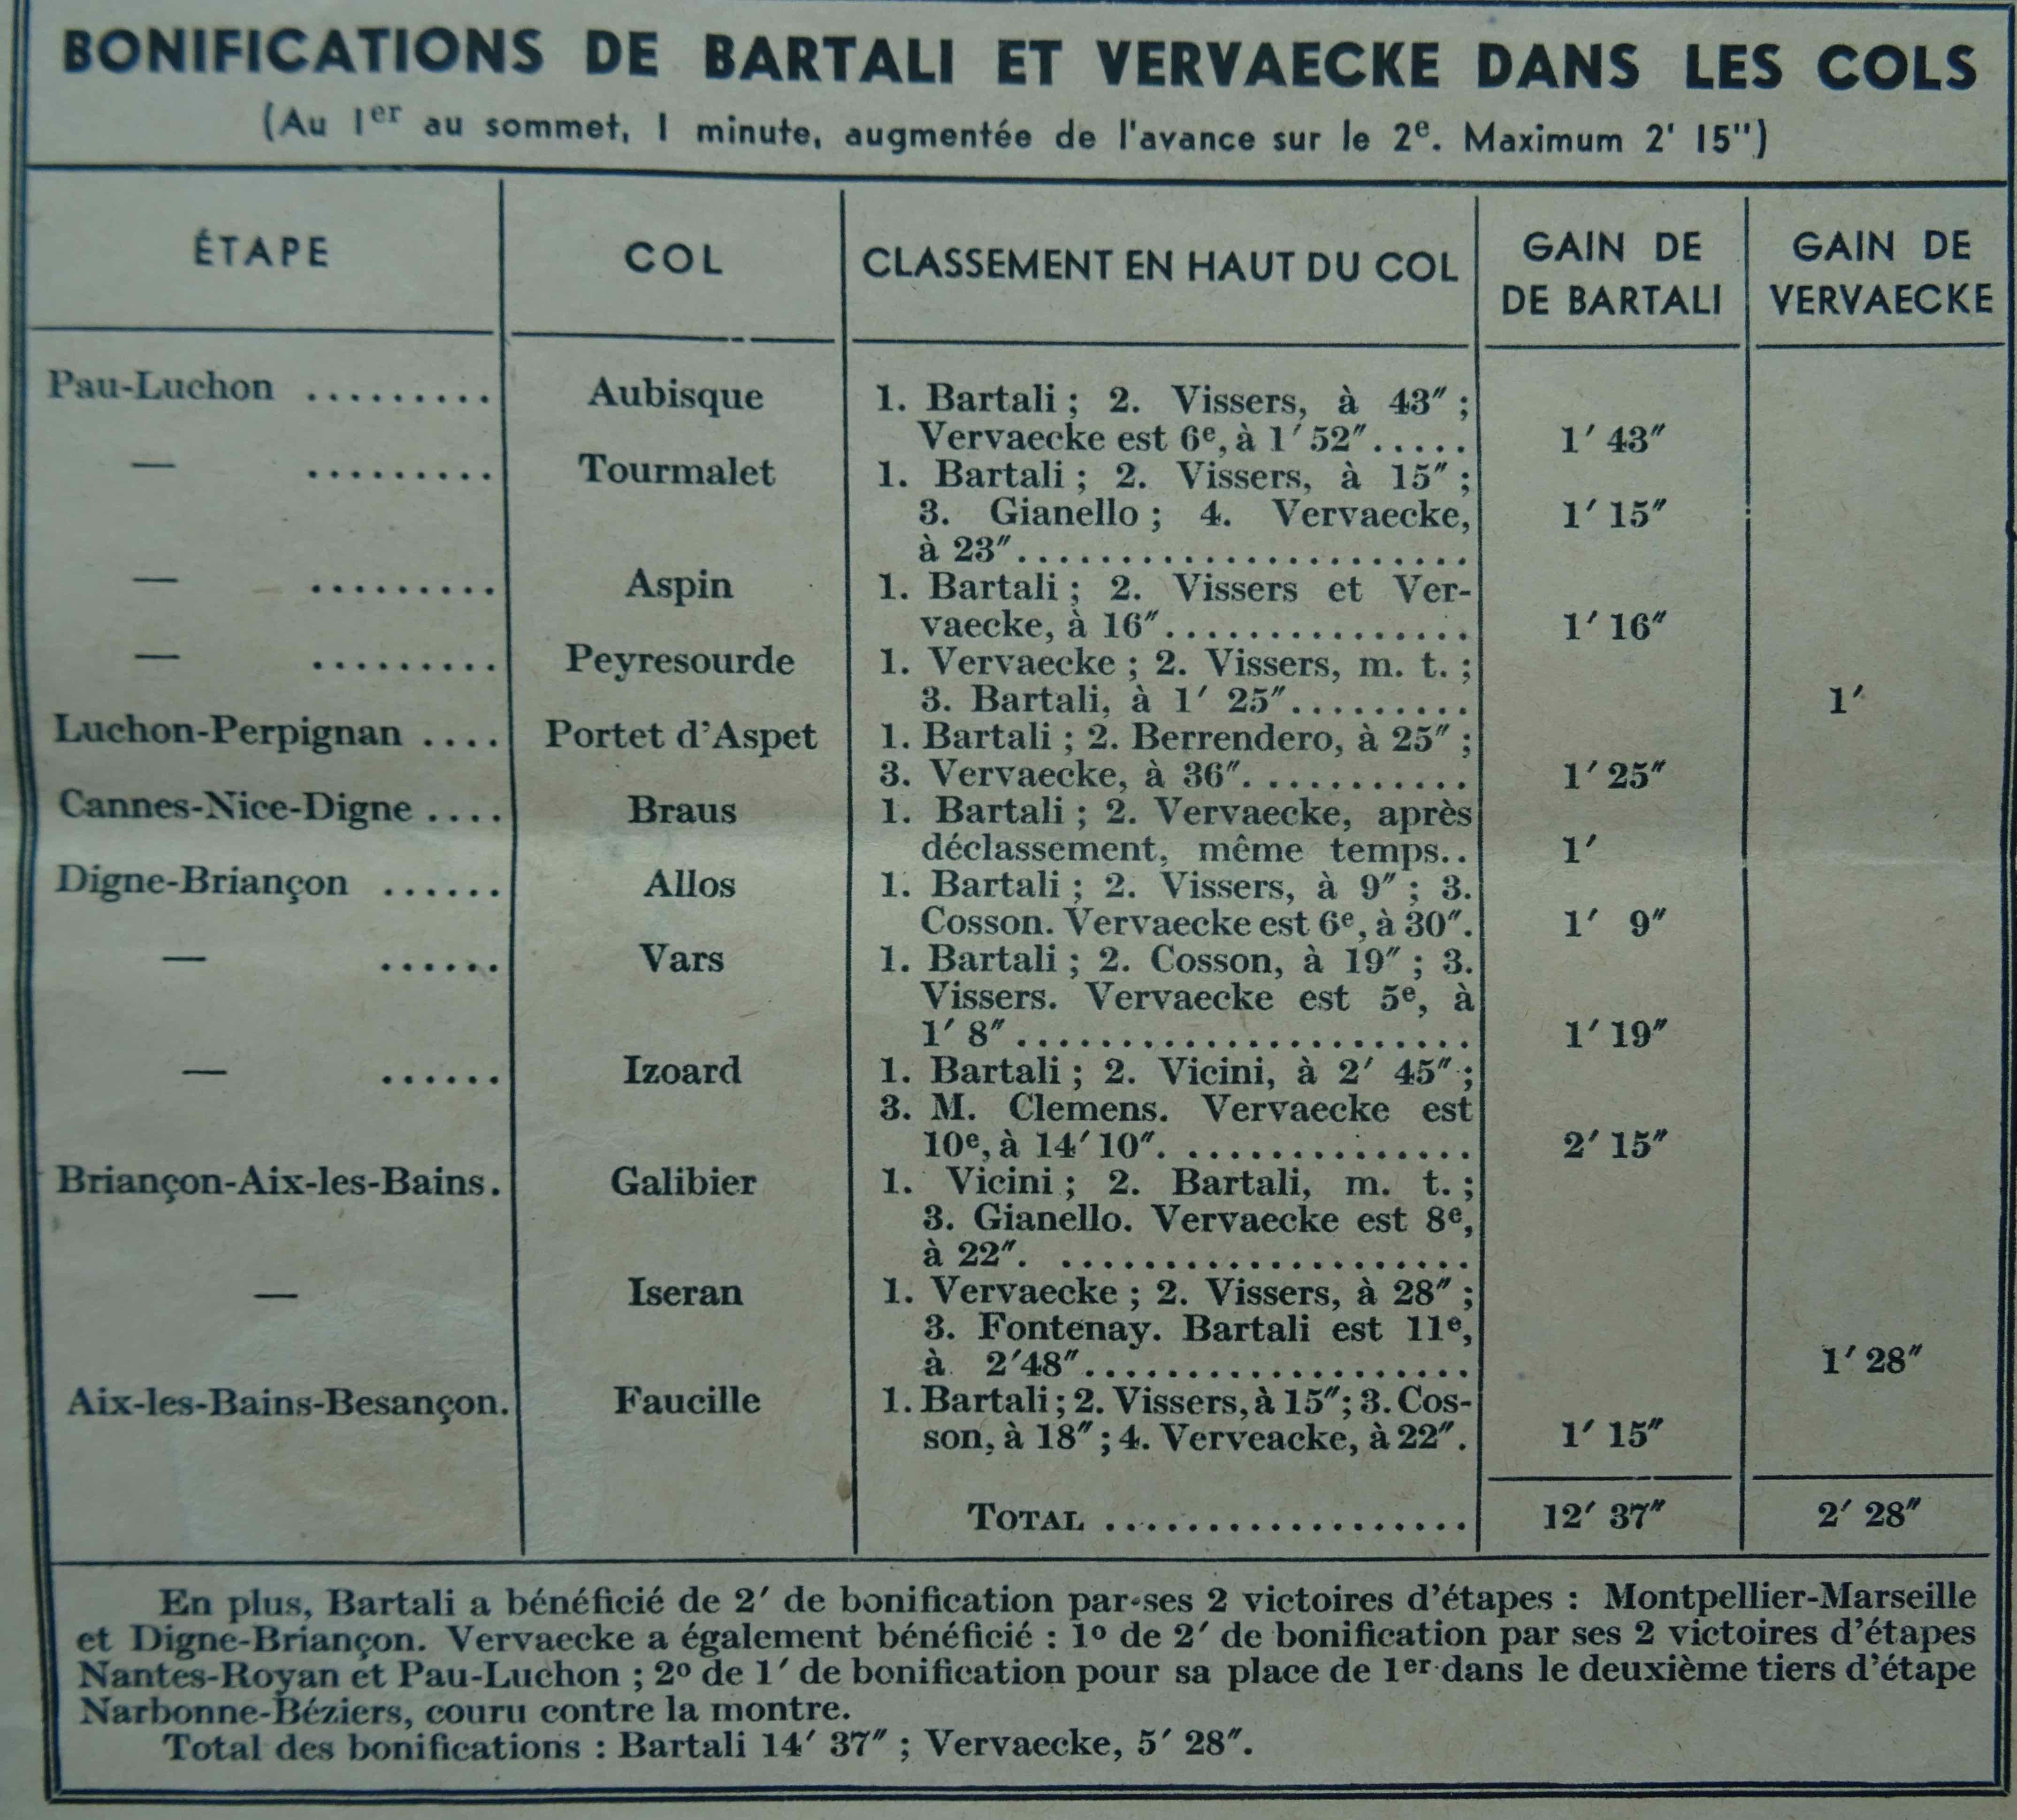 BONIFICATIONS DE BARTALI ET VERVAECKE DANS LES COLS
(Au 1er au sommet, 1 minute, augmentée de l'avance sur le 2e. Maximum 2' 15")
ÉTAPE COL CLASSEMENT EN HAUT DU COL GAIN DE DE BARTALI GAIN DE VERVAECKE
Pau-Luchon ......... Aubisque 1. Bartali ; 2. Vissers, à 43" ;
Vervaecke est 6e, à 1' 52"..... 1' 43"
— ......... Tourmalet 1. Bartali ; 2. Vissers, à 15" ;
3. Gianello ; 4. Vervaecke, 1' 15"
à 23"......................
— ......... Aspin 1. Bartali ; 2. Vissers et Ver-
vaecke, à 16"............... 1' 16"
— ......... Peyresourde 1. Vervaecke ; 2. Vissers, m. t. ;
3. Bartali, à 1' 25"......... 1'
Luchon-Perpignan .... Portet d'Aspet 1. Bartali ; 2. Berrendero, à 25" ;
3. Vervaecke, à 36"........... 1' 25"
Cannes-Nice-Digne .... Braus 1. Bartali ; 2. Vervaecke, après
déclassement, même temps.. 1'
Digne-Briançon ...... Allos 1. Bartali ; 2. Vissers, à 9" ; 3.
Cosson. Vervaecke est 6e, à 30". 1' 9"
— ...... Vars 1. Bartali ; 2. Cosson, à 19" ; 3.
Vissers. Vervaecke est 5e, à
1' 8"...................... 1' 19"
— ...... Izoard 1. Bartali ; 2. Vicini, à 2' 45" ;
3. M. Clemens. Vervaecke est
10e, à 14' 10"............... 2' 15"
Briançon-Aix-les-Bains. Galibier 1. Vicini ; 2. Bartali, m. t. ;
3. Gianello. Vervaecke est 8e,
à 22". ....................
— Iseran 1. Vervaecke ; 2. Vissers, à 28" ;
3. Fontenay. Bartali est 11e,
à 2'48"................... 1' 28"
Aix-les-Bains-Besançon. Faucille 1. Bartali ; 2. Vissers, à 15" ; 3. Cos-
son, à 18" ; 4. Verveacke, à 22". 1' 15"
TOTAL .................. 12' 37" 2' 28"
En plus, Bartali a bénéficié de 2' de bonification par ses 2 victoires d'étapes : Montpellier-Marseille
et Digne-Briançon. Vervaecke a également bénéficié : 1o de 2' de bonification par ses 2 victoires d'étapes
Nantes-Royan et Pau-Luchon ; 2o de 1' de bonification pour sa place de 1er dans le deuxième tiers d'étape
Narbonne-Béziers, couru contre la montre.
Total des bonifications : Bartali 14' 37" ; Vervaecke, 5' 28".